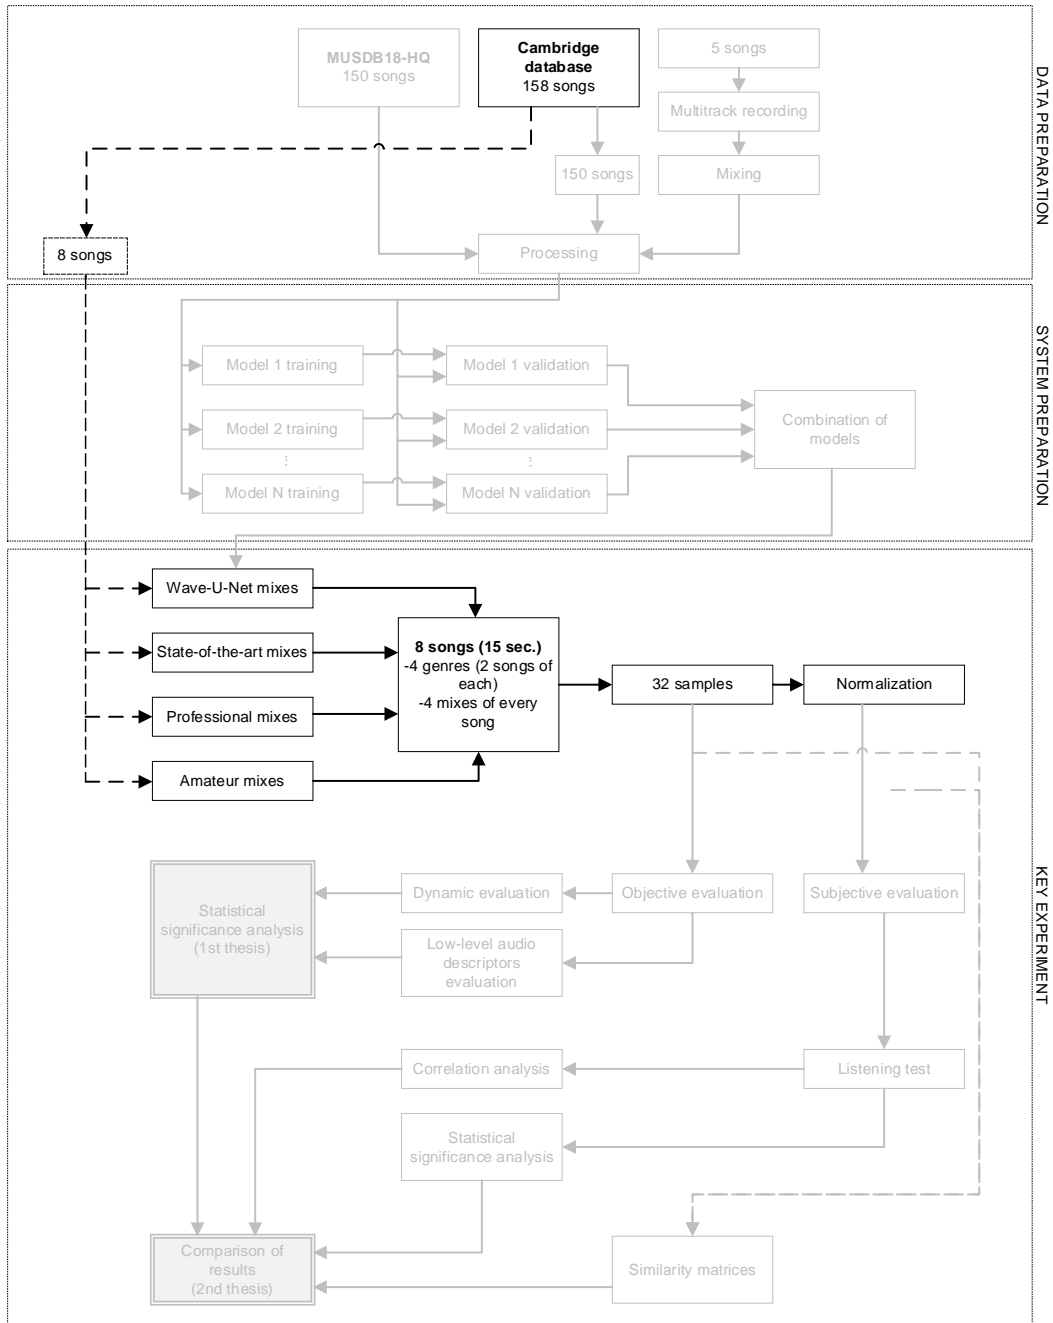 MUSDB18-HQ
150 songs
Cambridge
database
158 songs
5 songs
Multitrack recording
150 songs
Mixing
8 songs
Processing
DATA PREPARATION
Model 1 training
Model 1 validation
Model 2 training
Model 2 validation
Combination of
models
⋮
⋮
Model N training
Model N validation
SYSTEM PREPARATION
Wave-U-Net mixes
State-of-the-art mixes
Professional mixes
Amateur mixes
8 songs (15 sec.)
-4 genres (2 songs of
each)
-4 mixes of every
song
32 samples
Normalization
Statistical
significance analysis
(1st thesis)
Dynamic evaluation
Objective evaluation
Subjective evaluation
Low-level audio
descriptors
evaluation
Correlation analysis
Listening test
Statistical
significance analysis
Comparison of
results
(2nd thesis)
Similarity matrices
KEY EXPERIMENT